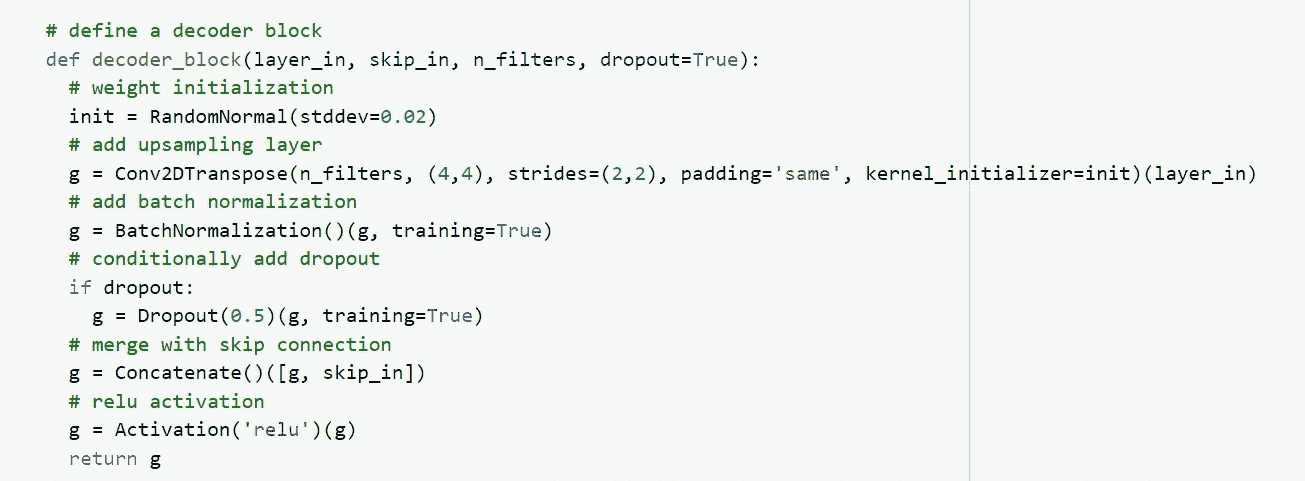 # define a decoder block
def decoder_block(layer_in, skip_in, n_filters, dropout=True):
  # weight initialization
  init = RandomNormal(stddev=0.02)
  # add upsampling layer
  g = Conv2DTranspose(n_filters, (4,4), strides=(2,2), padding='same', kernel_initializer=init)(layer_in)
  # add batch normalization
  g = BatchNormalization()(g, training=True)
  # conditionally add dropout
  if dropout:
    g = Dropout(0.5)(g, training=True)
  # merge with skip connection
  g = Concatenate()([g, skip_in])
  # relu activation
  g = Activation('relu')(g)
  return g